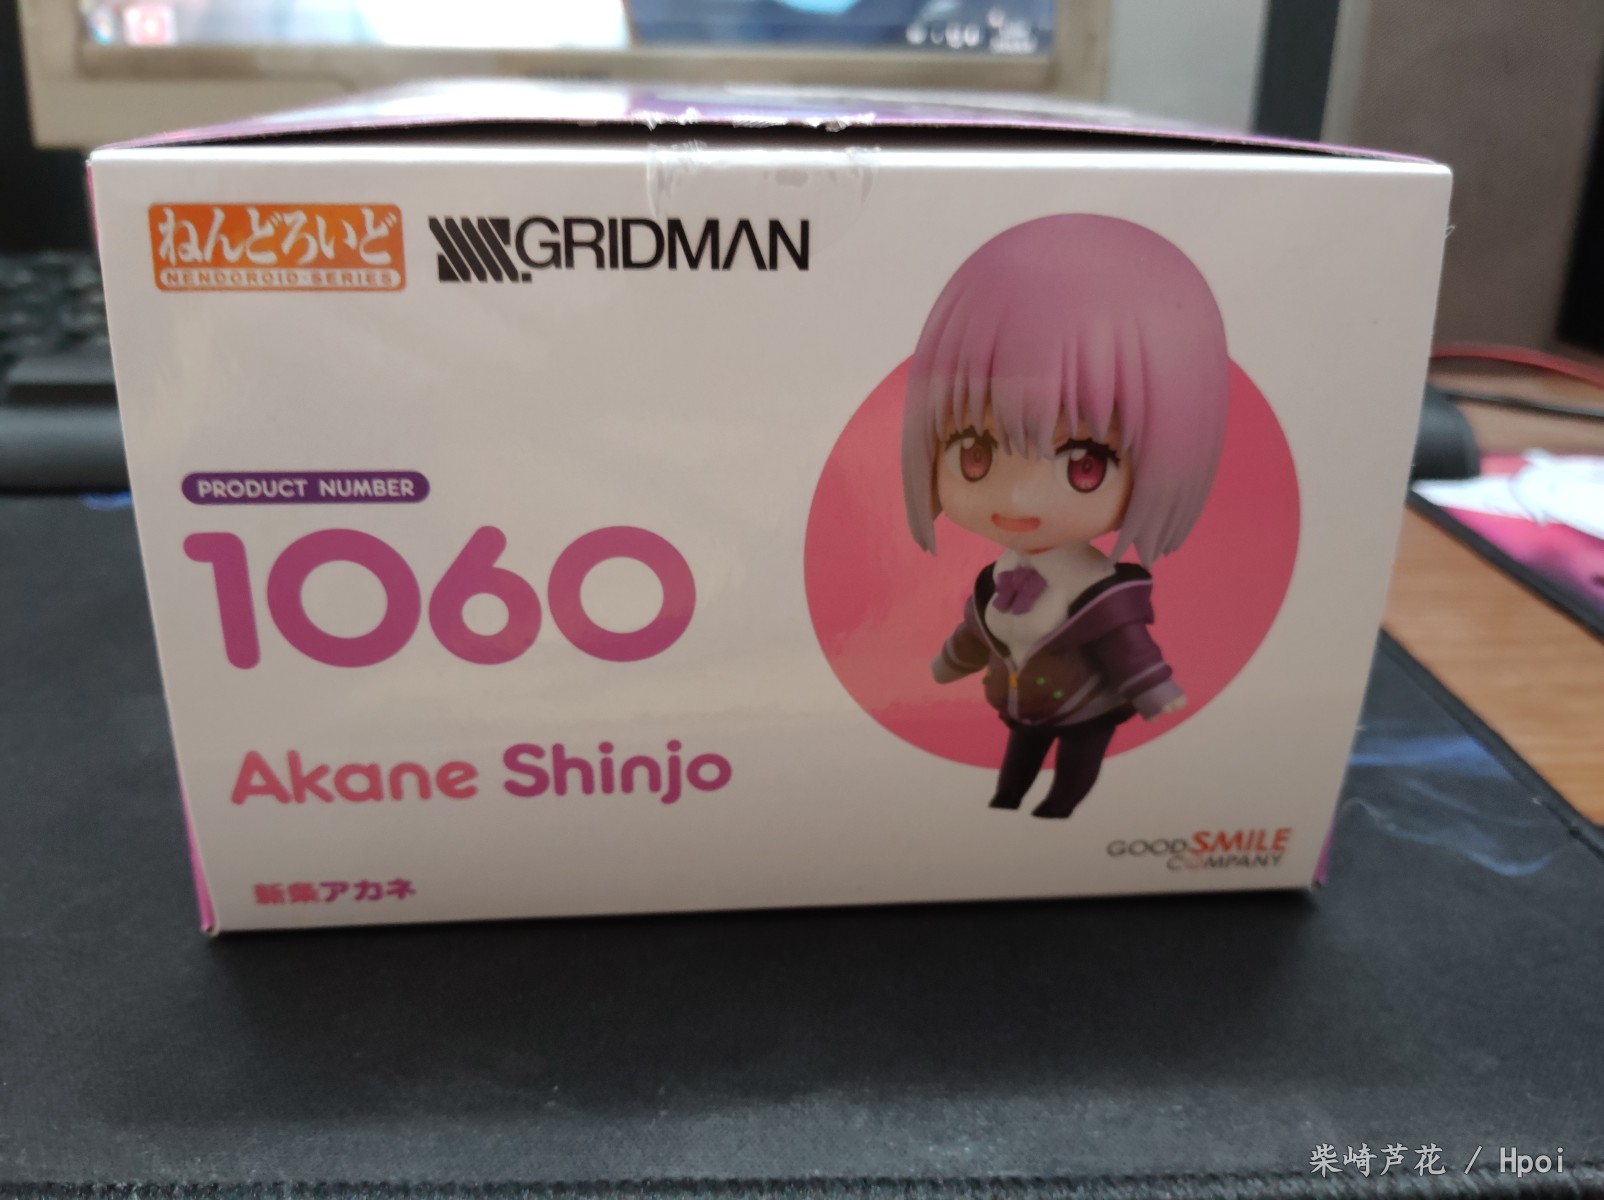 ねんどろいど
NENDOROID SERIES
SSSS.GRIDMAN
PRODUCT NUMBER
1060
Akane Shinjo
新条アカネ
GOOD SMILE
COMPANY
柴崎芦花 / Hpoi